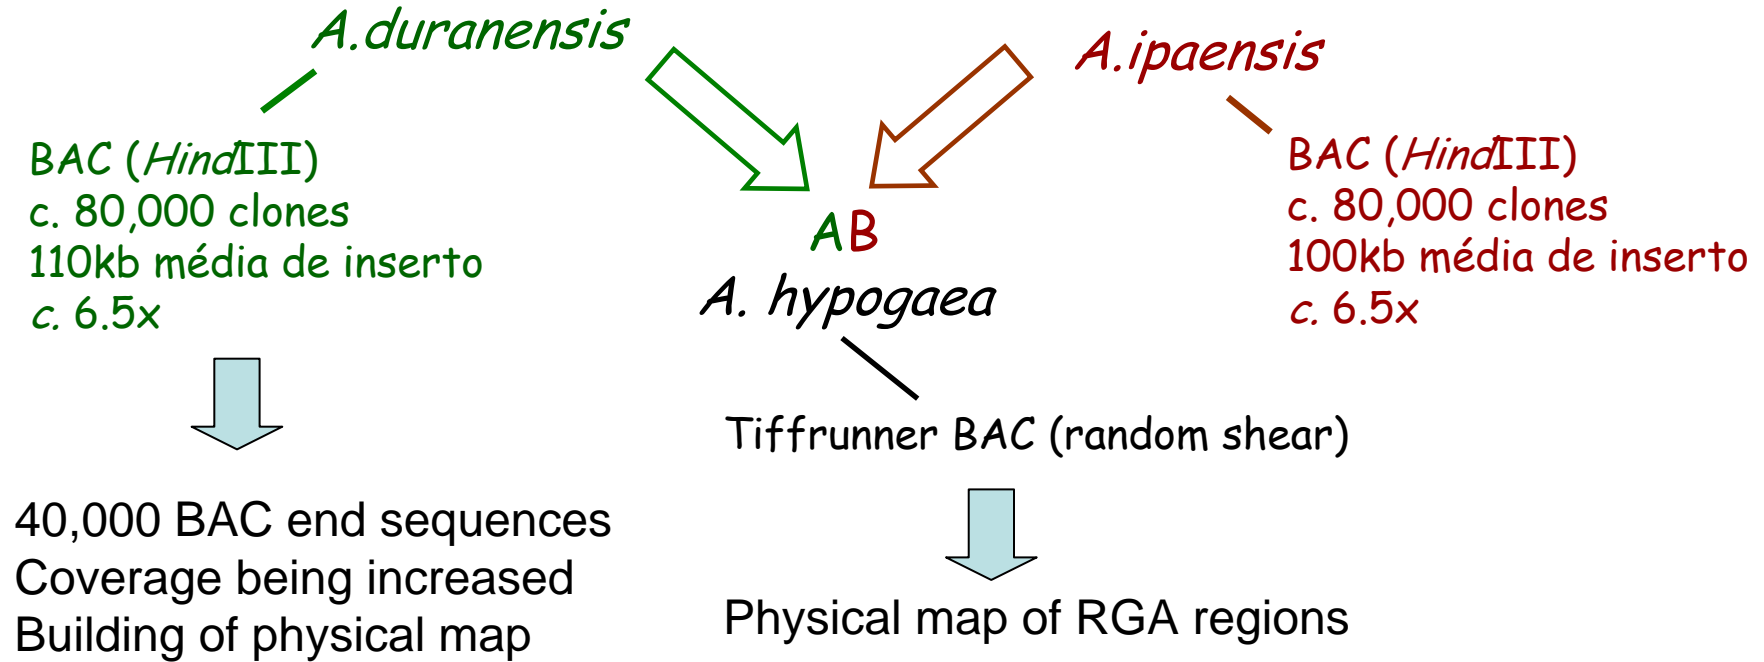 A.duranensis
BAC (HindIII)
c. 80,000 clones
110kb média de inserto
c. 6.5x
40,000 BAC end sequences
Coverage being increased
Building of physical map
A.ipaensis
BAC (HindIII)
c. 80,000 clones
100kb média de inserto
c. 6.5x
AB
A. hypogaea
Tiffrunner BAC (random shear)
Physical map of RGA regions